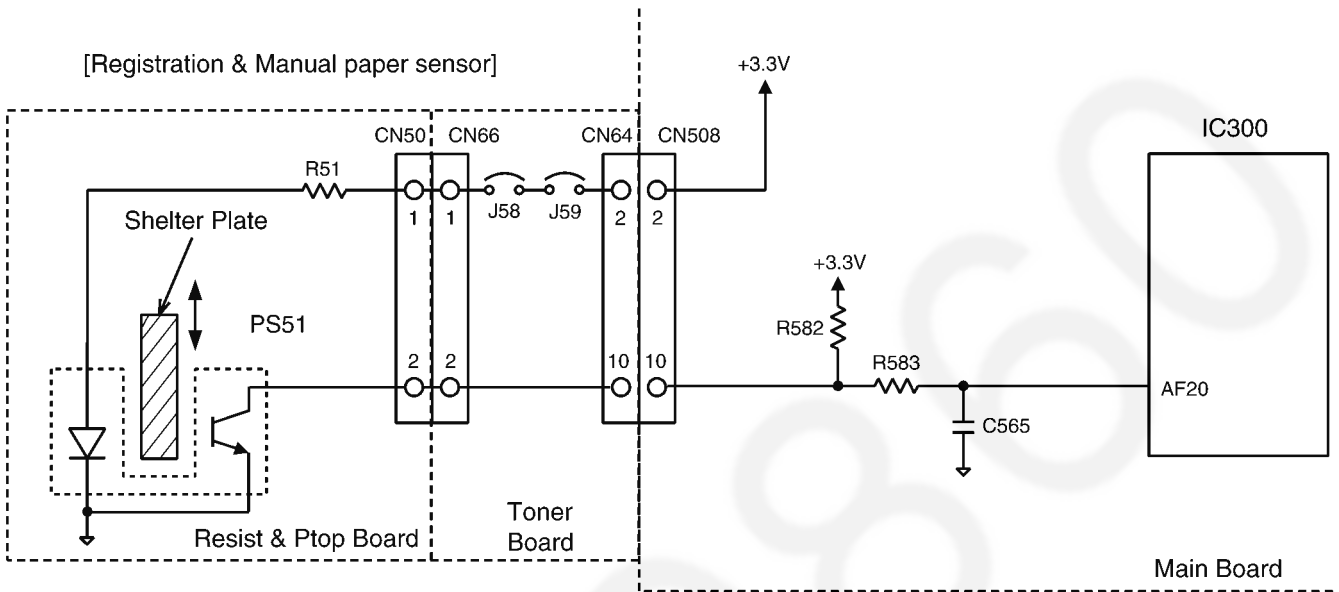 [Registration & Manual paper sensor]
+3.3V
IC300
CN50 CN66 CN64 CN508
R51
J58 J59
1 1 2 2
Shelter Plate
+3.3V
PS51
R582
2 2 10 10
R583
AF20
C565
Toner
Board
Resist & Ptop Board
Main Board